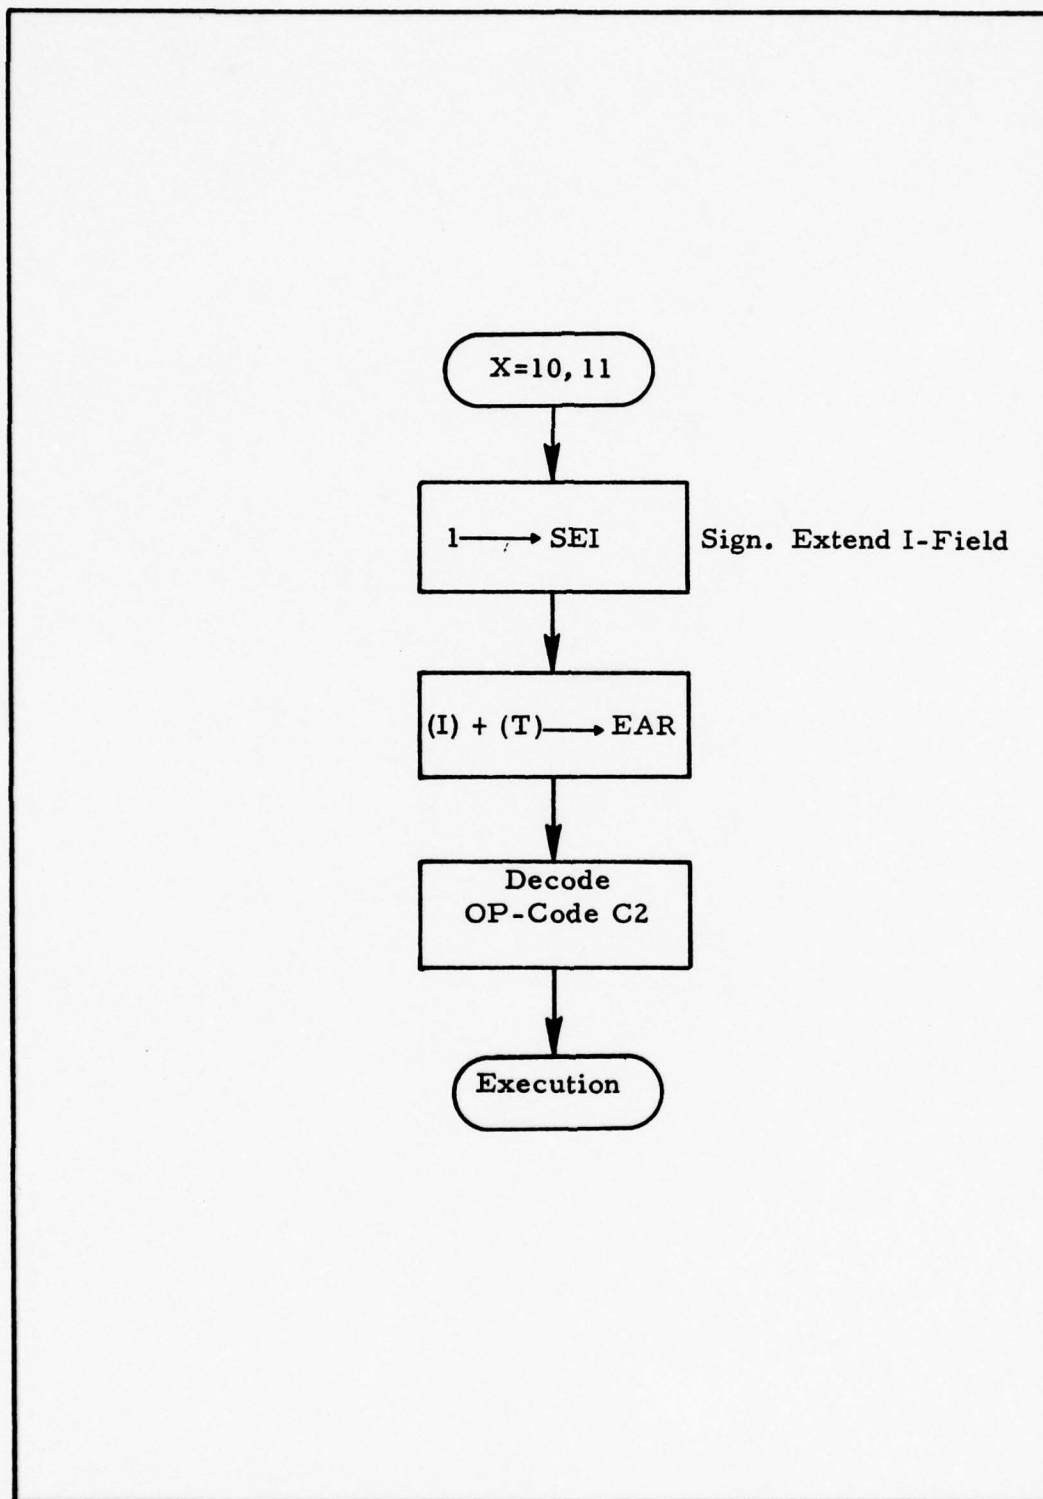 X=10, 11
1⟶ SEI
Sign. Extend I-Field
(I) + (T)⟶ EAR
Decode
OP-Code C2
Execution